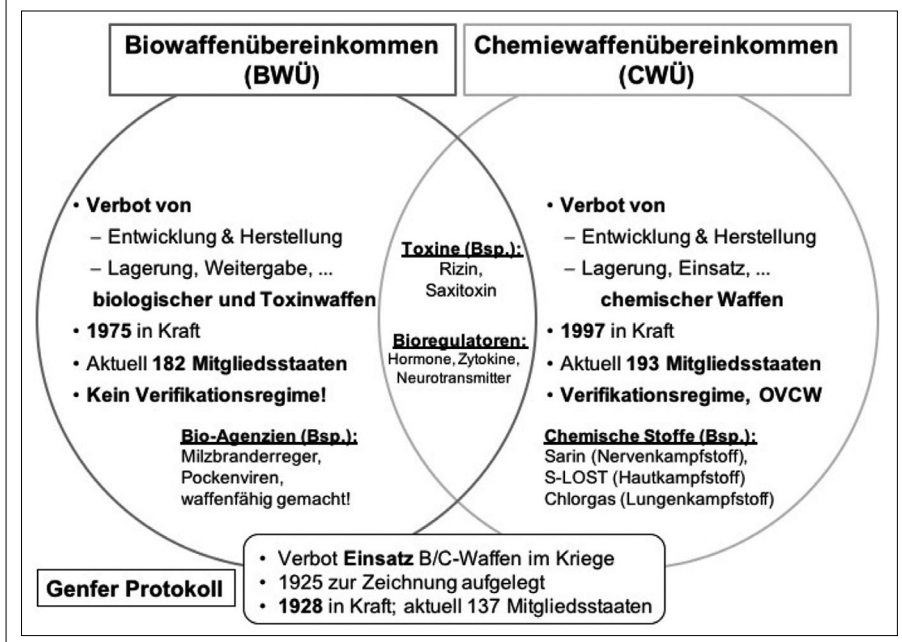 Biowaffenübereinkommen
(BWÜ)
Chemiewaffenübereinkommen
(CWÜ)
• Verbot von
– Entwicklung & Herstellung
– Lagerung, Weitergabe, ...
biologischer und Toxinwaffen
• 1975 in Kraft
• Aktuell 182 Mitgliedsstaaten
• Kein Verifikationsregime!
Bio-Agenzien (Bsp.):
Milzbranderreger,
Pockenviren,
waffenfähig gemacht!
Toxine (Bsp.):
Rizin,
Saxitoxin
Bioregulatoren:
Hormone, Zytokine,
Neurotransmitter
• Verbot von
– Entwicklung & Herstellung
– Lagerung, Einsatz, ...
chemischer Waffen
• 1997 in Kraft
• Aktuell 193 Mitgliedsstaaten
• Verifikationsregime, OVCW
Chemische Stoffe (Bsp.):
Sarin (Nervenkampfstoff),
S-LOST (Hautkampfstoff)
Chlorgas (Lungenkampfstoff)
Genfer Protokoll
• Verbot Einsatz B/C-Waffen im Kriege
• 1925 zur Zeichnung aufgelegt
• 1928 in Kraft; aktuell 137 Mitgliedsstaaten